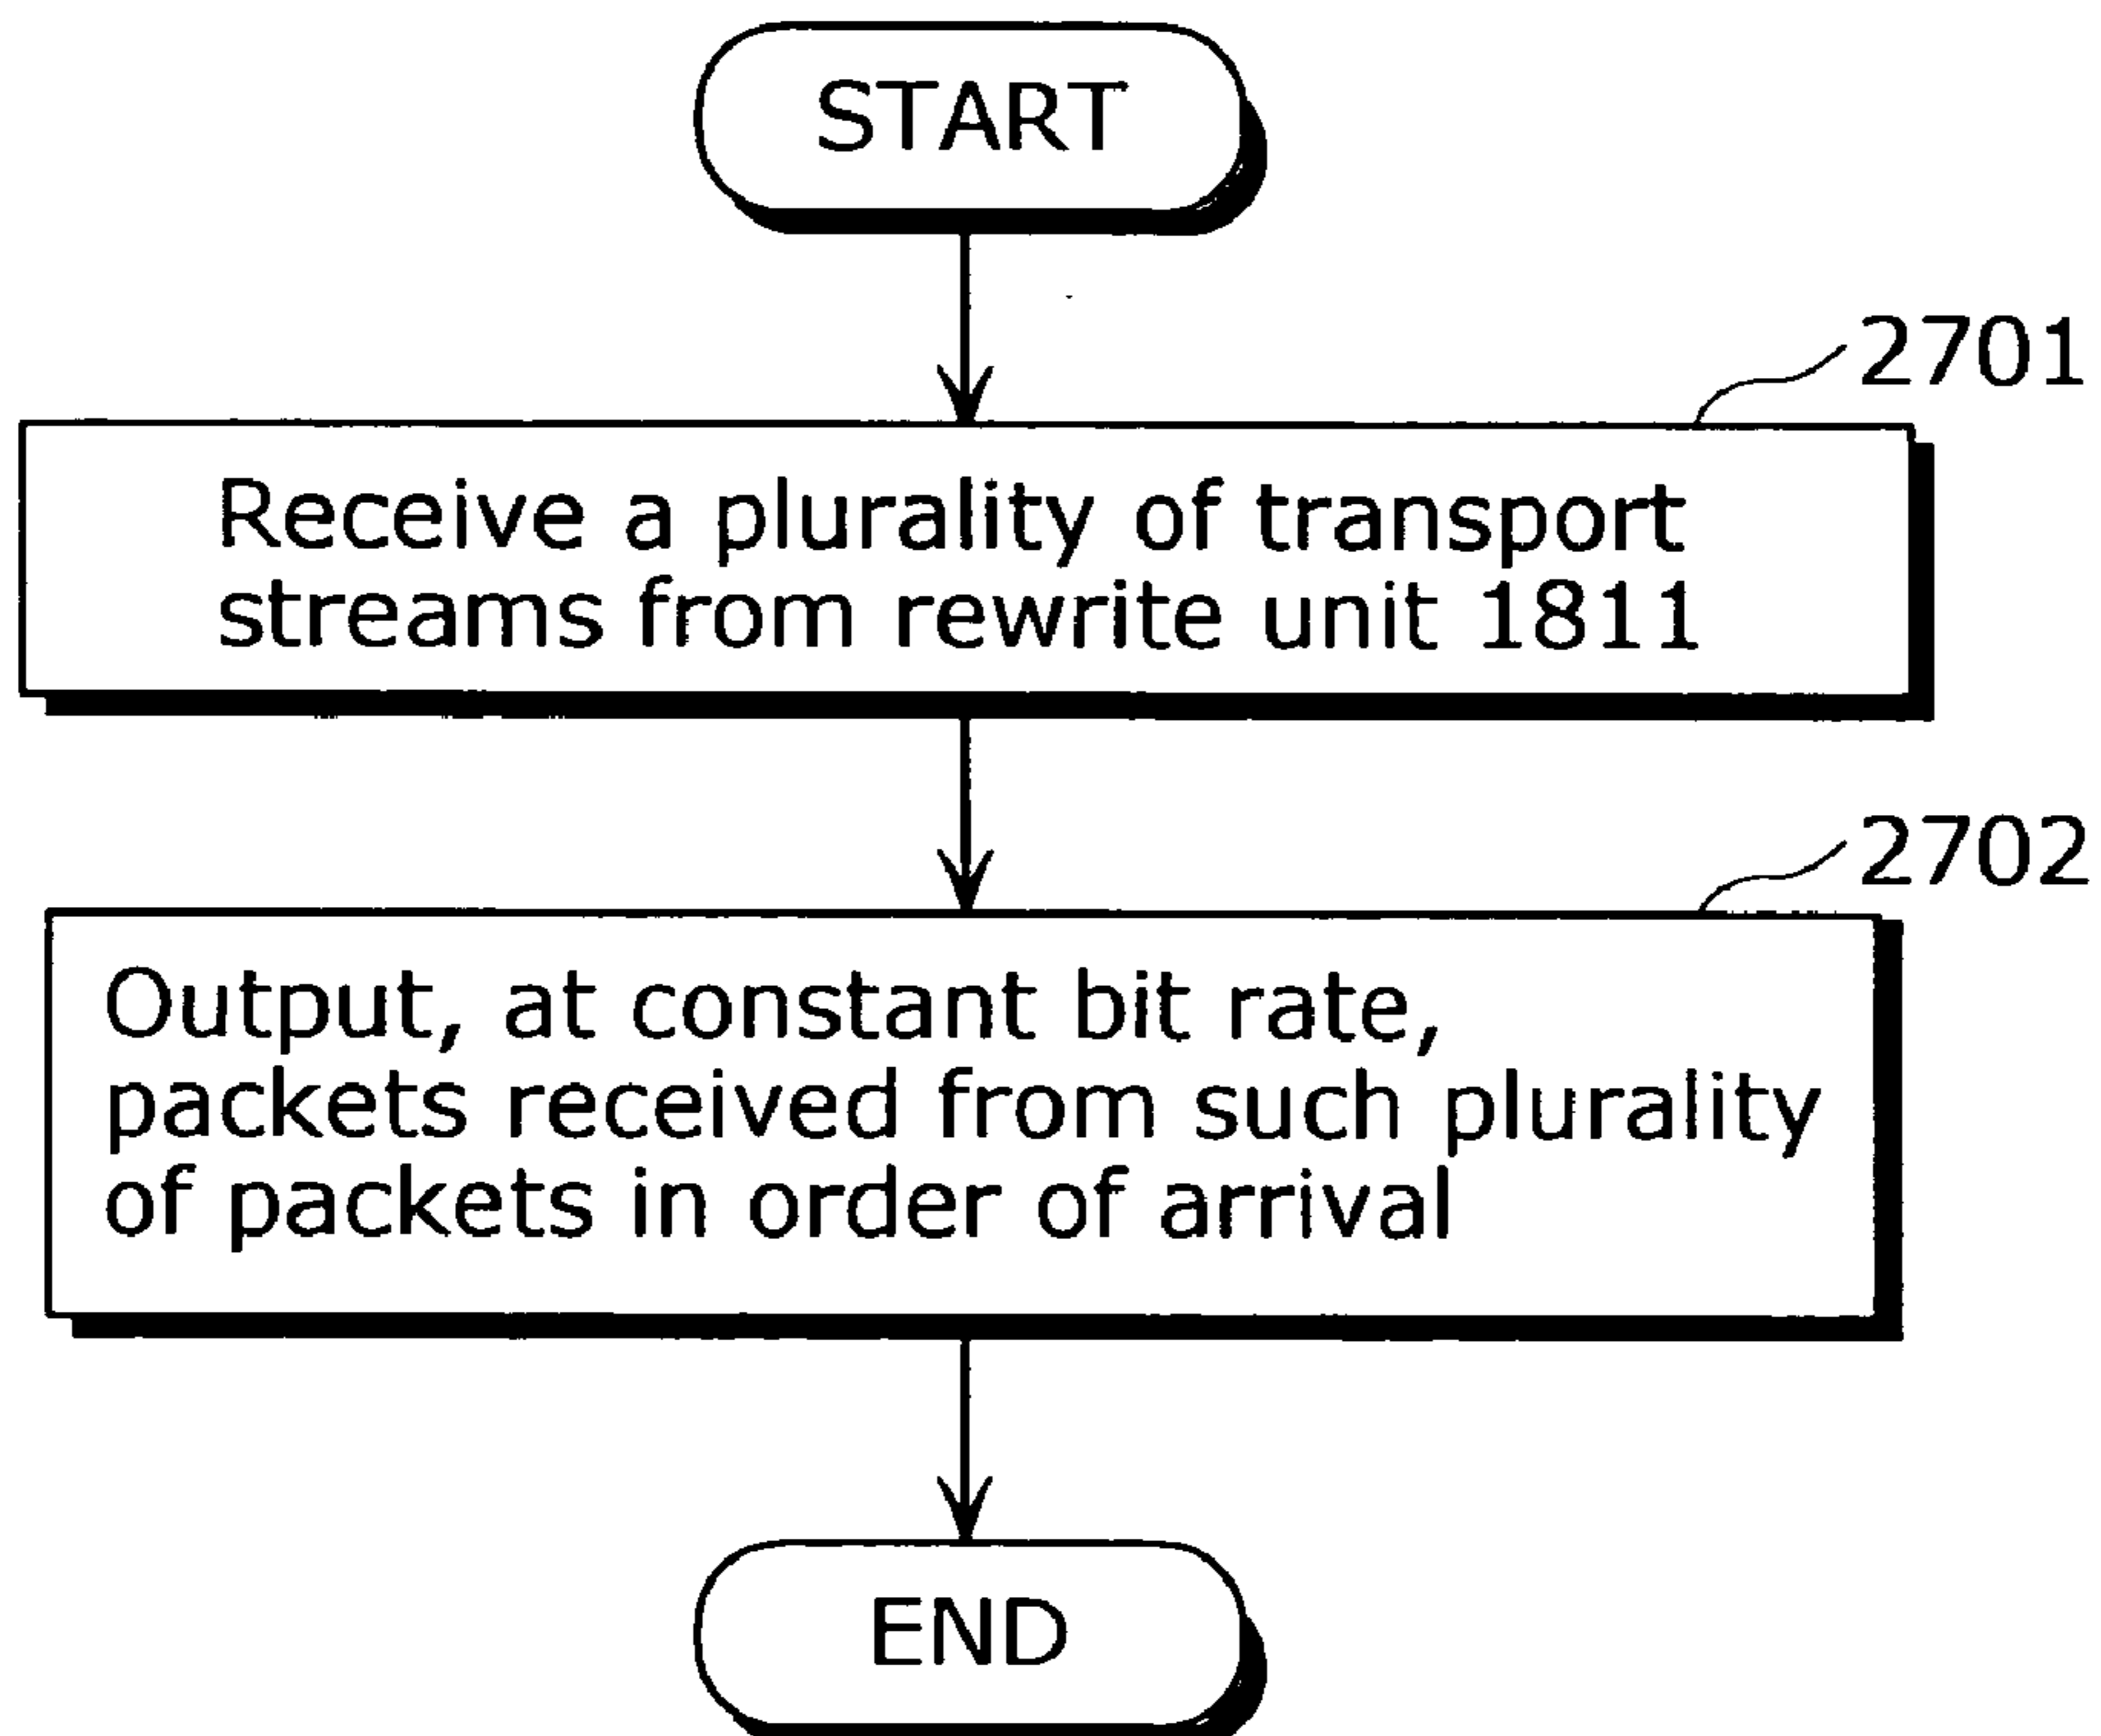 START
2701
Receive a plurality of transport
streams from rewrite unit 1811
2702
Output, at constant bit rate,
packets received from such plurality
of packets in order of arrival
END